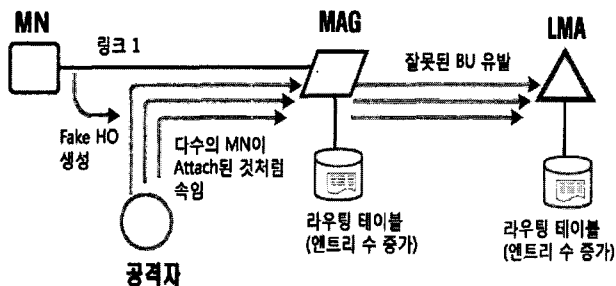 MN
링크 1
MAG
잘못된 BU 유발
LMA
Fake HO
생성
다수의 MN이
Attach된 것처럼
속임
공격자
라우팅 테이블
(엔트리 수 증가)
라우팅 테이블
(엔트리 수 증가)